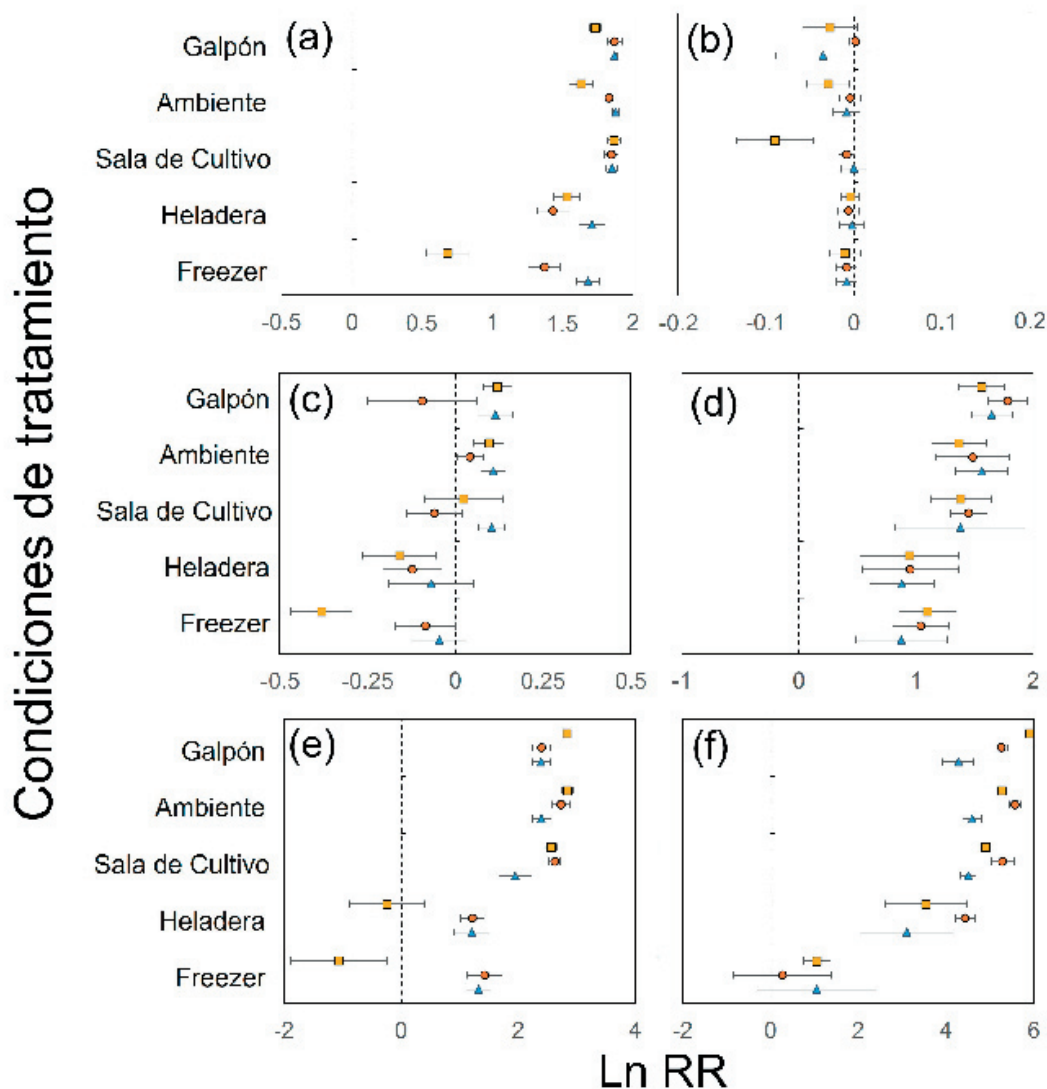 Condiciones de tratamiento
(a)
(b)
Galpón
Ambiente
Sala de Cultivo
Heladera
Freezer
-0.5 0 0.5 1 1.5 2
-0.2 -0.1 0 0.1 0.2
(c)
(d)
Galpón
Ambiente
Sala de Cultivo
Heladera
Freezer
-0.5 -0.25 0 0.25 0.5
-1 0 1 2
(e)
(f)
Galpón
Ambiente
Sala de Cultivo
Heladera
Freezer
-2 0 2 4
-2 0 2 4 6
Ln RR